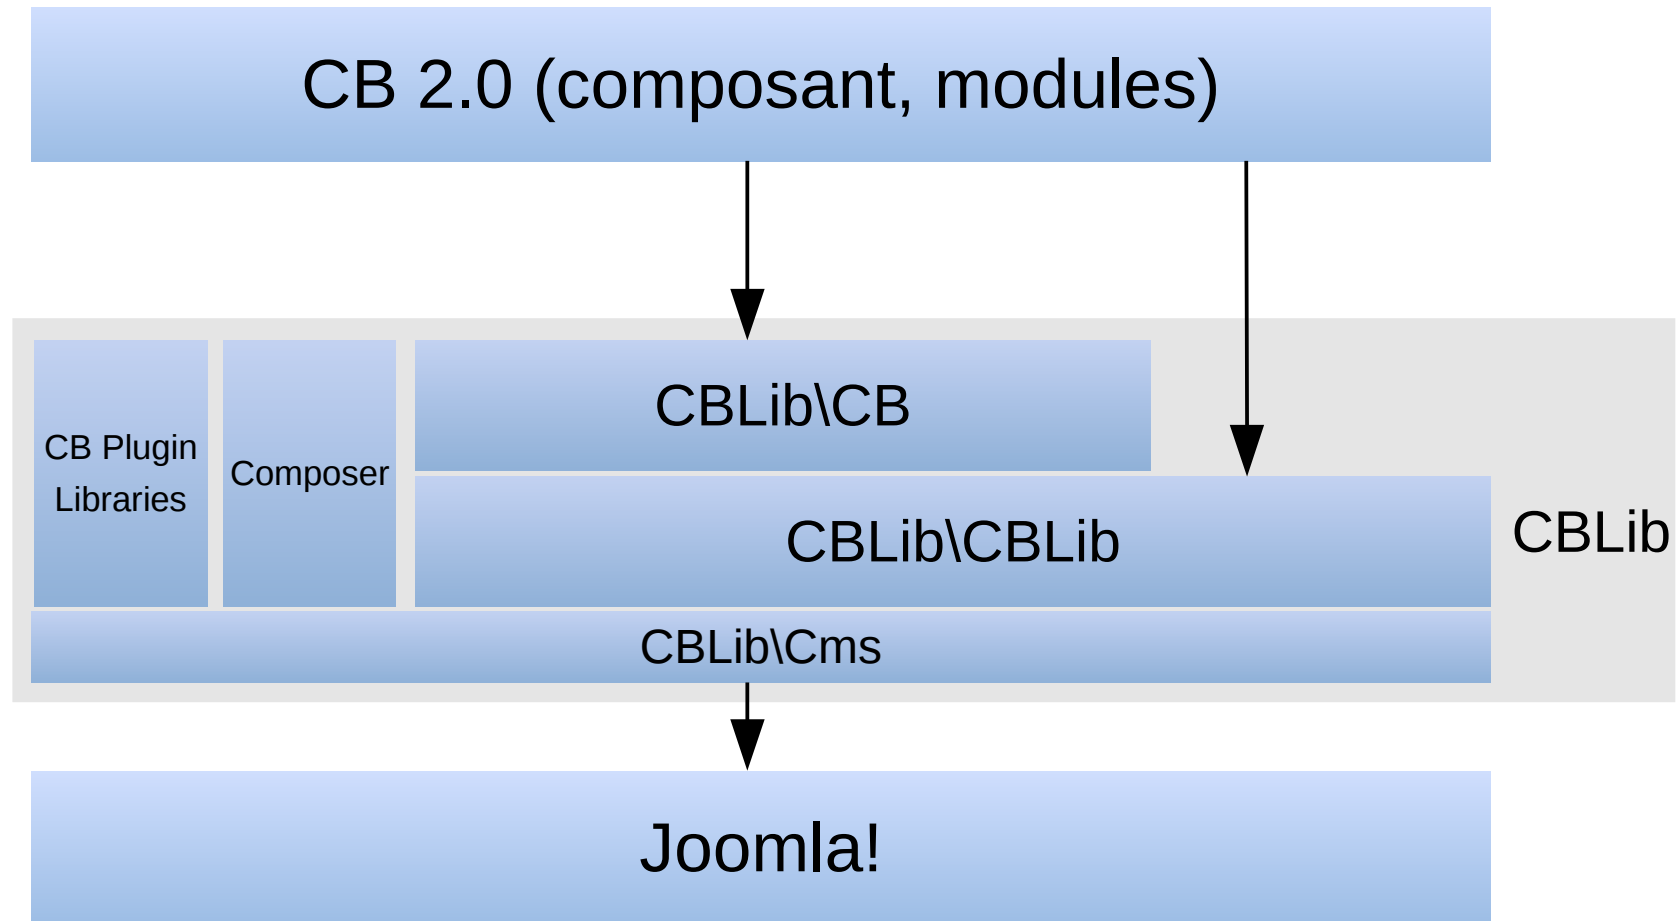 CB 2.0 (composant, modules)
CB Plugin
Libraries
Composer
CBLib\CB
CBLib\CBLib
CBLib
CBLib\Cms
Joomla!